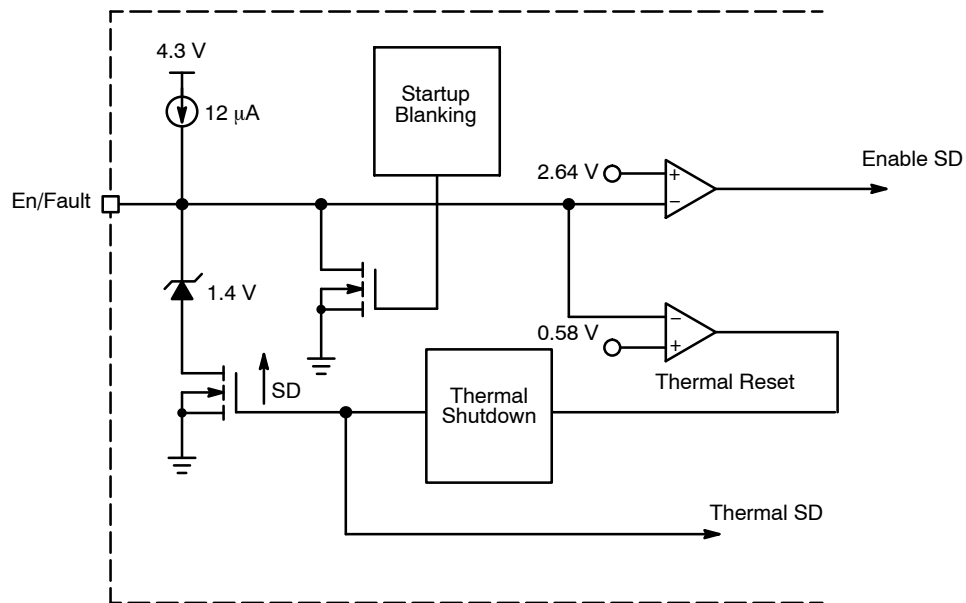 4.3 V
12 μA
Startup
Blanking
2.64 V
+
−
Enable SD
En/Fault
1.4 V
0.58 V
−
+
Thermal Reset
SD
Thermal
Shutdown
Thermal SD